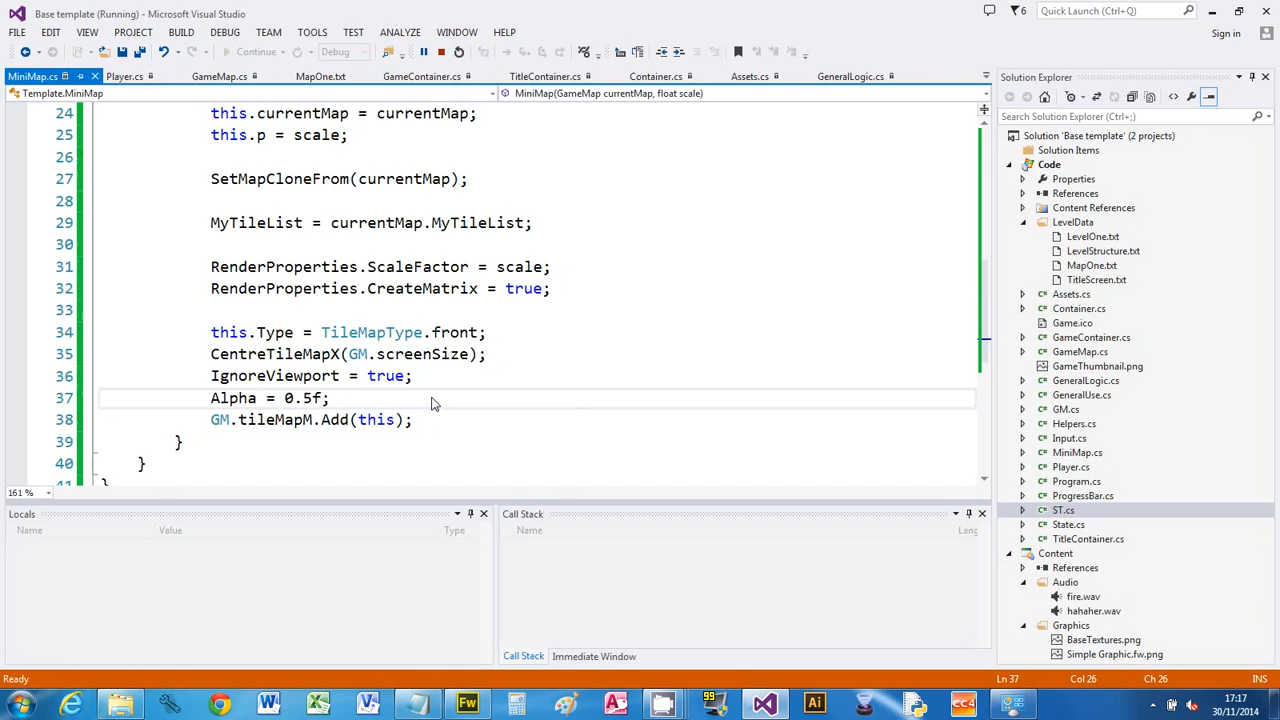 Base template (Running) - Microsoft Visual Studio
6
Quick Launch (Ctrl+Q)
FILE EDIT VIEW PROJECT BUILD DEBUG TEAM TOOLS TEST ANALYZE WINDOW HELP
Sign in
Continue Debug
MiniMap.cs Player.cs GameMap.cs MapOne.txt GameContainer.cs TitleContainer.cs Container.cs Assets.cs GeneralLogic.cs
Template.MiniMap MiniMap(GameMap currentMap, float scale)
24 this.currentMap = currentMap;
25 this.p = scale;
26
27 SetMapCloneFrom(currentMap);
28
29 MyTileList = currentMap.MyTileList;
30
31 RenderProperties.ScaleFactor = scale;
32 RenderProperties.CreateMatrix = true;
33
34 this.Type = TileMapType.front;
35 CentreTileMapX(GM.screenSize);
36 IgnoreViewport = true;
37 Alpha = 0.5f;
38 GM.tileMapM.Add(this);
39 }
40 }
41 }
161 %
Locals
Name Value Type
Call Stack
Name Lang
Call Stack Immediate Window
Solution Explorer
Search Solution Explorer (Ctrl+;)
Solution 'Base template' (2 projects)
Solution Items
Code
Properties
References
Content References
LevelData
LevelOne.txt
LevelStructure.txt
MapOne.txt
TitleScreen.txt
Assets.cs
Container.cs
Game.ico
GameContainer.cs
GameMap.cs
GameThumbnail.png
GeneralLogic.cs
GeneralUse.cs
GM.cs
Helpers.cs
Input.cs
MiniMap.cs
Player.cs
Program.cs
ProgressBar.cs
ST.cs
State.cs
TitleContainer.cs
Content
References
Audio
fire.wav
hahaher.wav
Graphics
BaseTextures.png
Simple Graphic.fw.png
Ready Ln 37 Col 26 Ch 26 INS
Fw
99
Ai
CC4
17:17
30/11/2014